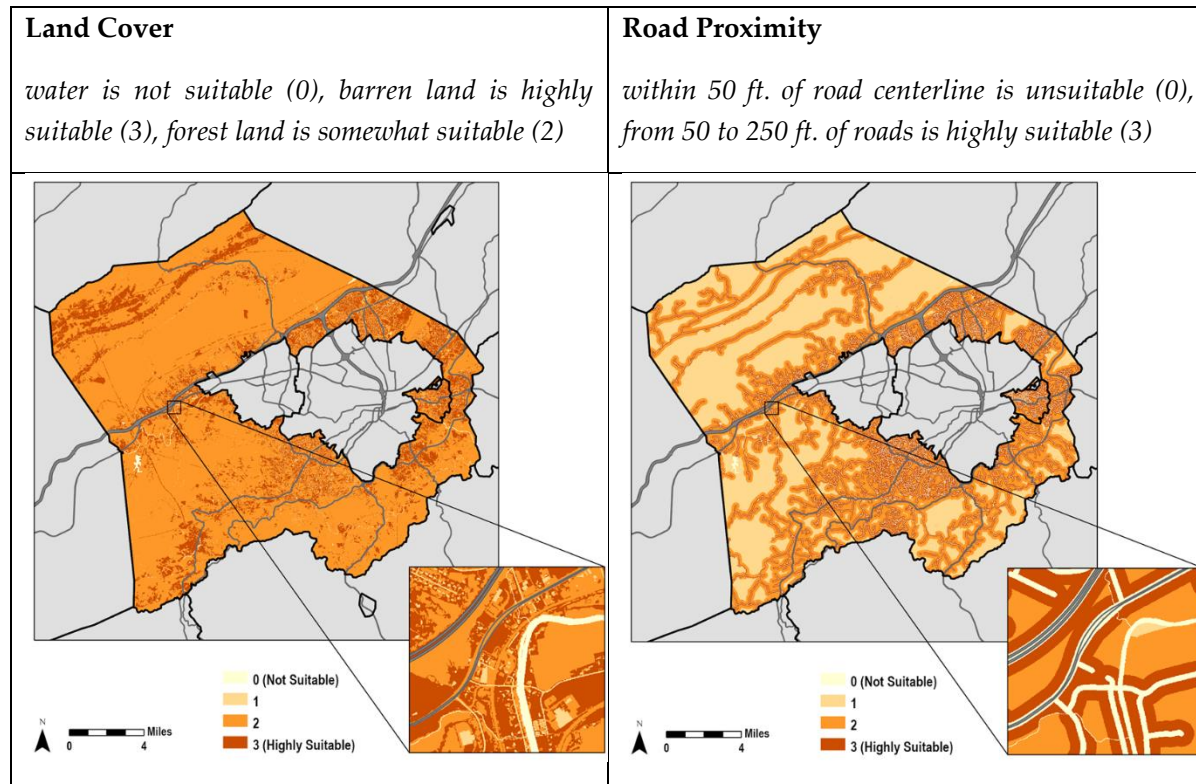 Land Cover
water is not suitable (0), barren land is highly
suitable (3), forest land is somewhat suitable (2)
Road Proximity
within 50 ft. of road centerline is unsuitable (0),
from 50 to 250 ft. of roads is highly suitable (3)
0 (Not Suitable)
1
2
3 (Highly Suitable)
N
Miles
0 4
0 (Not Suitable)
1
2
3 (Highly Suitable)
N
Miles
0 4